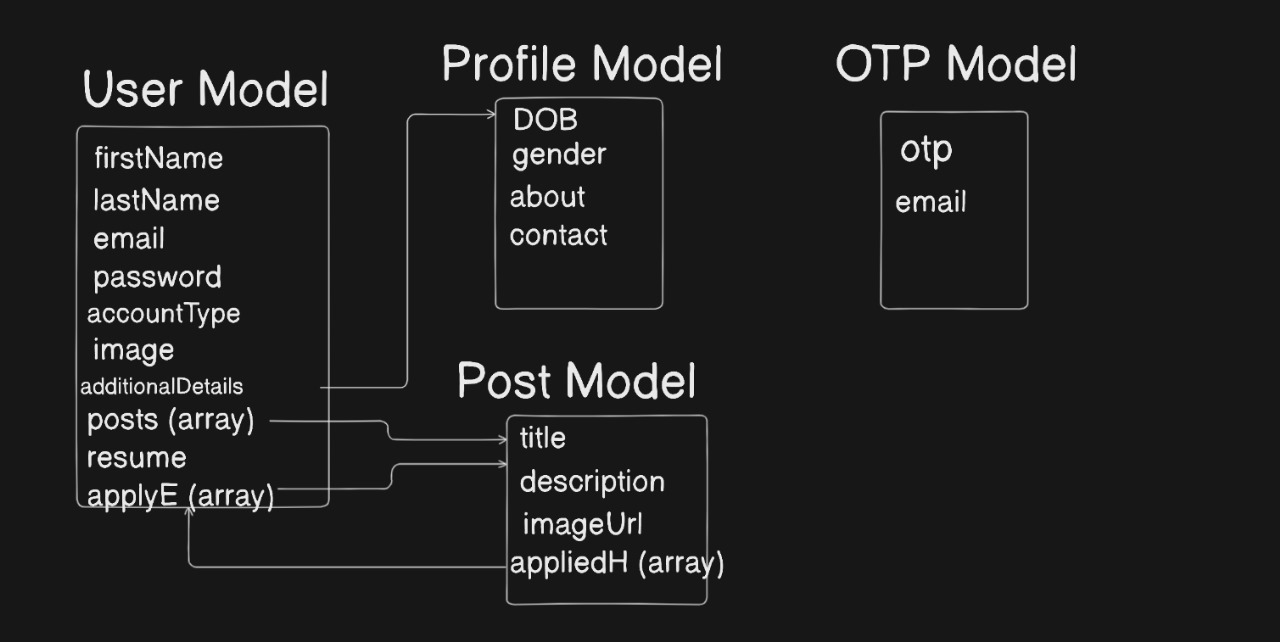 User Model
firstName
lastName
email
password
accountType
image
additionalDetails
posts (array)
resume
applyE (array)
Profile Model
DOB
gender
about
contact
Post Model
title
description
imageUrl
appliedH (array)
OTP Model
otp
email